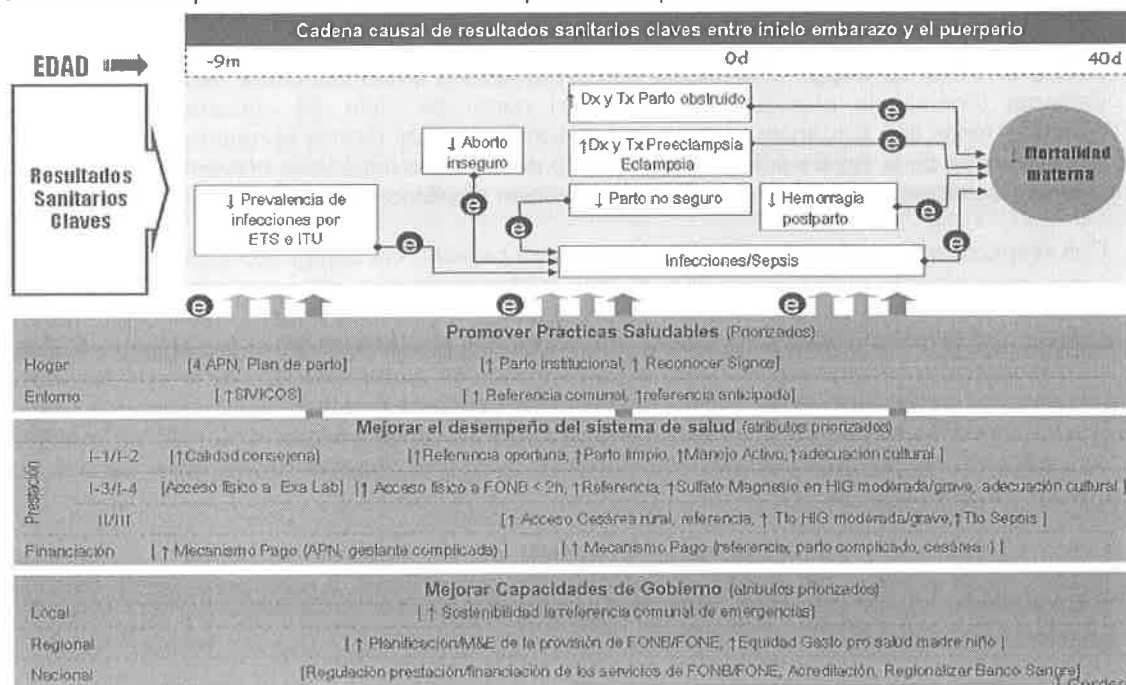 Cadena causal de resultados sanitarios claves entre inicio embarazo y el puerperio
EDAD
-9m 0d 40d
Resultados
Sanitarios
Claves
↑ Dx y Tx Parto obstruido
↓ Aborto
inseguro
↑Dx y Tx Preeclampsia
Eclampsia
↓ Mortalidad
materna
↓ Prevalencia de
infecciones por
ETS e ITU
↓ Parto no seguro
↓ Hemorragia
postparto
Infecciones/Sepsis
e e e e e e e
e e e
Promover Prácticas Saludables (Priorizados)
Hogar [4 APN, Plan de parto] [↑ Parto institucional, ↑ Reconocer Signos]
Entorno [↑SIVICOS] [↑ Referencia comunal, ↑referencia anticipada]
Mejorar el desempeño del sistema de salud (atributos priorizados)
Prestación
I-1/I-2 [↑Calidad consejería] [↑Referencia oportuna, ↑Parto limpio, ↑Manejo Activo, ↑adecuación cultural ]
I-3/I-4 [Acceso físico a Exa Lab] [↑ Acceso físico a FONB < 2h, ↑Referencia, ↑Sulfato Magnesio en HIG moderada/grave, adecuación cultural ]
II/III [↑ Acceso Cesárea rural, referencia, ↑ Tto HIG moderada/grave,↑Tto Sepsis ]
Financiación [ ↑ Mecanismo Pago (APN, gestante complicada) ] [ ↑ Mecanismo Pago (referencia, parto complicado, cesárea ) ]
Mejorar Capacidades de Gobierno (atributos priorizados)
Local [ ↑ Sostenibilidad la referencia comunal de emergencias]
Regional [ ↑ Planificación/M&E de la provisión de FONB/FONE, ↑Equidad Gasto pro salud madre niño ]
Nacional [Regulación prestación/financiación de los servicios de FONB/FONE, Acreditación, Regionalizar Banco Sangre]